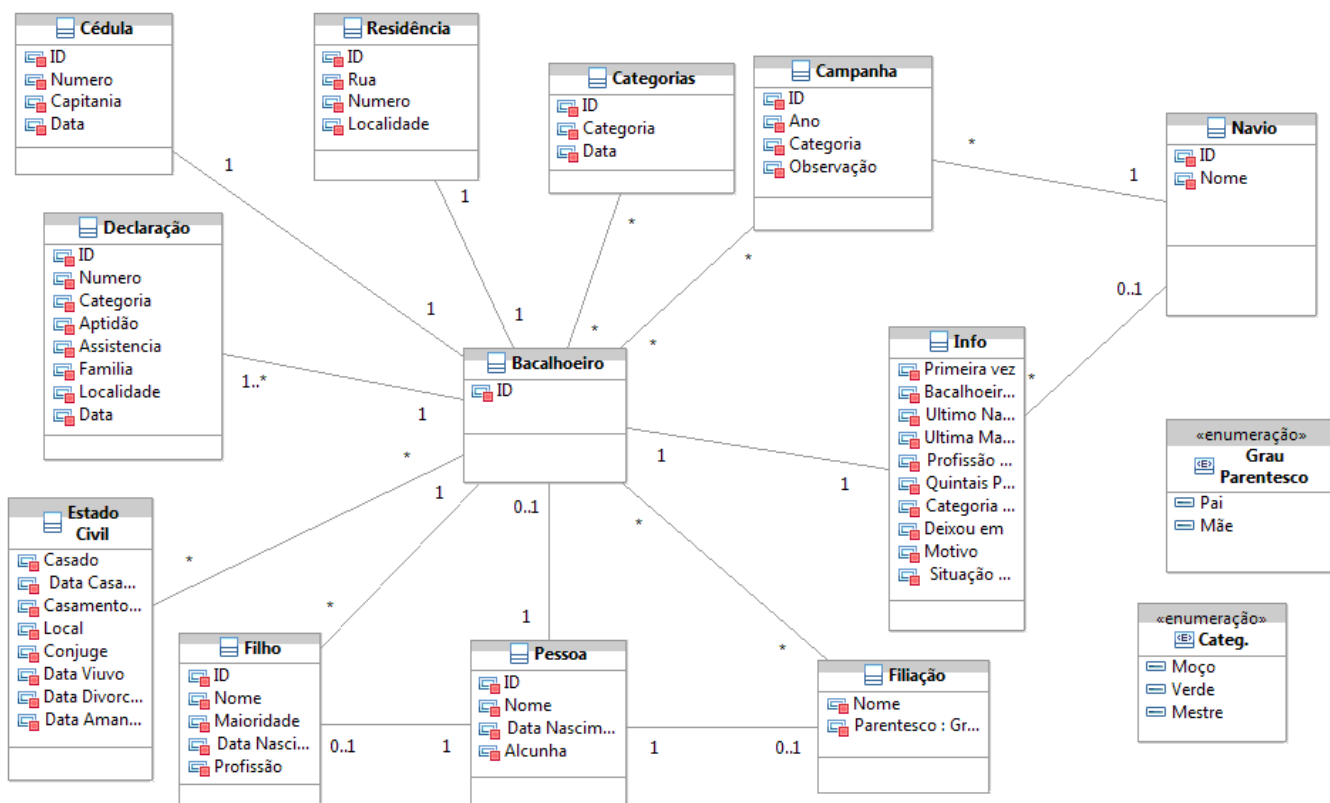 Cédula
ID
Numero
Capitania
Data
Residência
ID
Rua
Numero
Localidade
Categorias
ID
Categoria
Data
Campanha
ID
Ano
Categoria
Observação
Navio
ID
Nome
1
1
*
*
*
1
Declaração
ID
Numero
Categoria
Aptidão
Assistencia
Familia
Localidade
Data
1
1
*
*
0..1
1..*
1
Bacalhoeiro
ID
Info
Primeira vez
Bacalhoeir...
Ultimo Na...
Ultima Ma...
Profissão ...
Quintais P...
Categoria ...
Deixou em
Motivo
Situação ...
*
«enumeração»
Grau
Parentesco
Pai
Mãe
*
1
0..1
*
1
1
Estado
Civil
Casado
Data Casa...
Casamento...
Local
Conjuge
Data Viuvo
Data Divorc...
Data Aman...
*
*
1
*
«enumeração»
Categ.
Moço
Verde
Mestre
Filho
ID
Nome
Maioridade
Data Nasci...
Profissão
Pessoa
ID
Nome
Data Nascim...
Alcunha
Filiação
Nome
Parentesco : Gr...
0..1
1
1
0..1